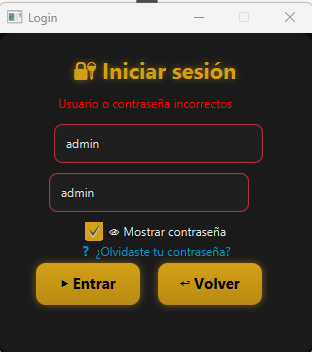 Login
🔐 Iniciar sesión
Usuario o contraseña incorrectos
admin
admin
👁 Mostrar contraseña
❓ ¿Olvidaste tu contraseña?
▶ Entrar
↩ Volver